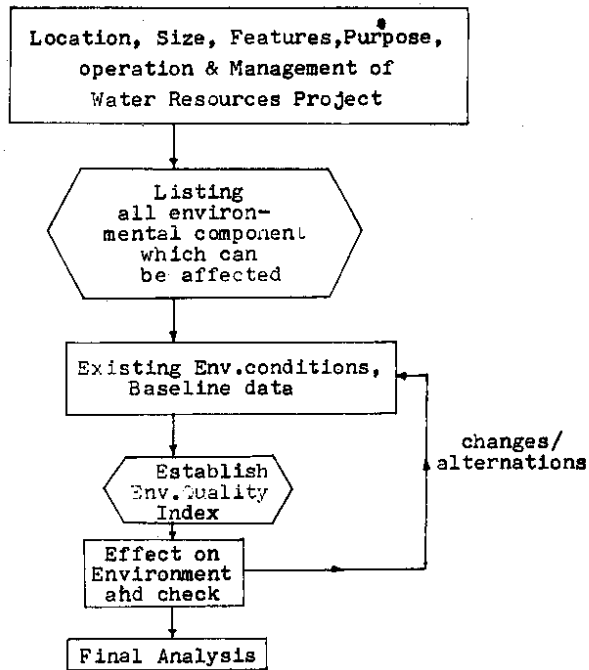 Location, Size, Features,Purpose,
operation & Management of
Water Resources Project
Listing
all environ-
mental component
which can
be affected
Existing Env.conditions,
Baseline data
changes/
alternations
Establish
Env.Quality
Index
Effect on
Environment
and check
Final Analysis